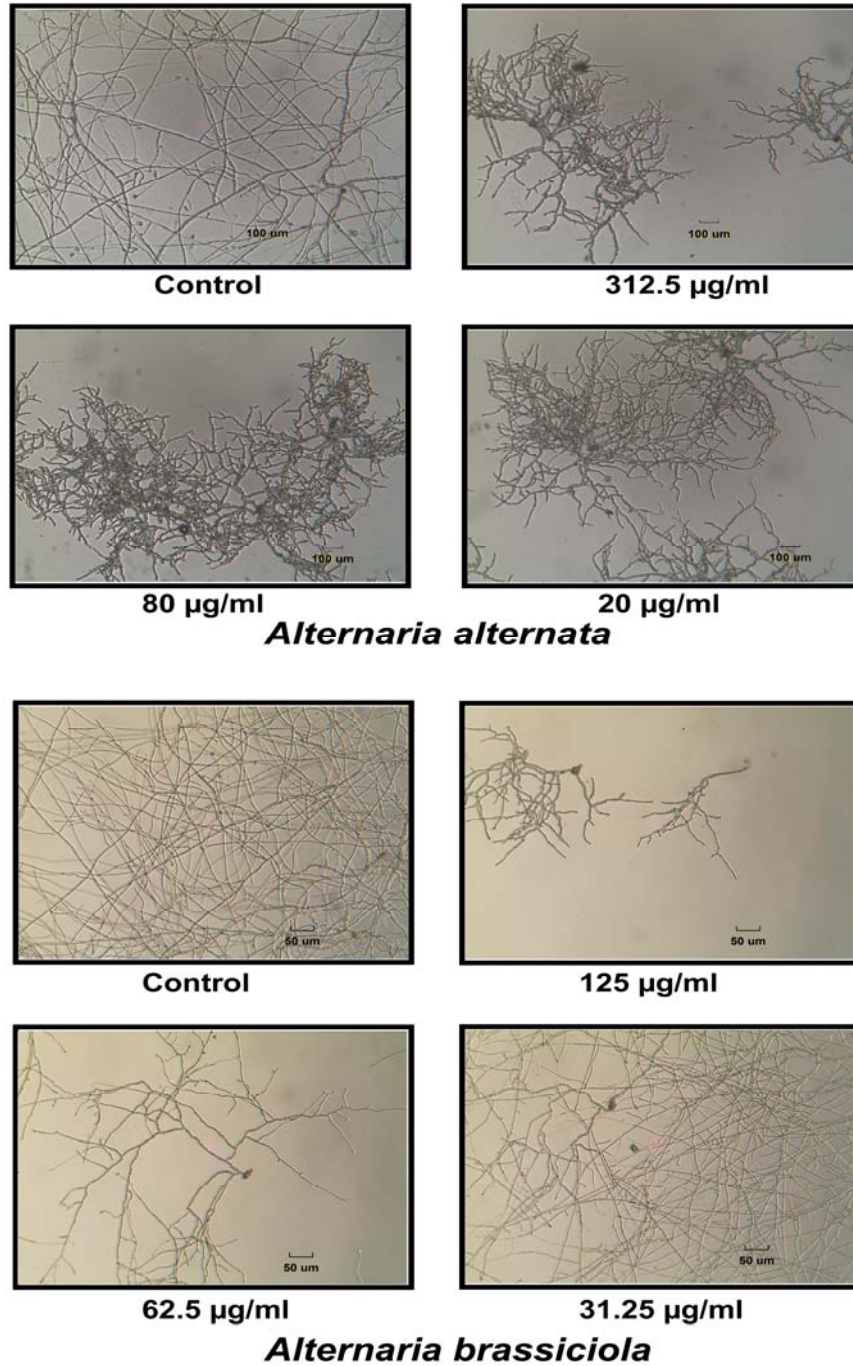 100 um
100 um
Control
312.5 µg/ml
100 um
100 um
80 µg/ml
20 µg/ml
Alternaria alternata
50 um
50 um
Control
125 µg/ml
50 um
50 um
62.5 µg/ml
31.25 µg/ml
Alternaria brassiciola